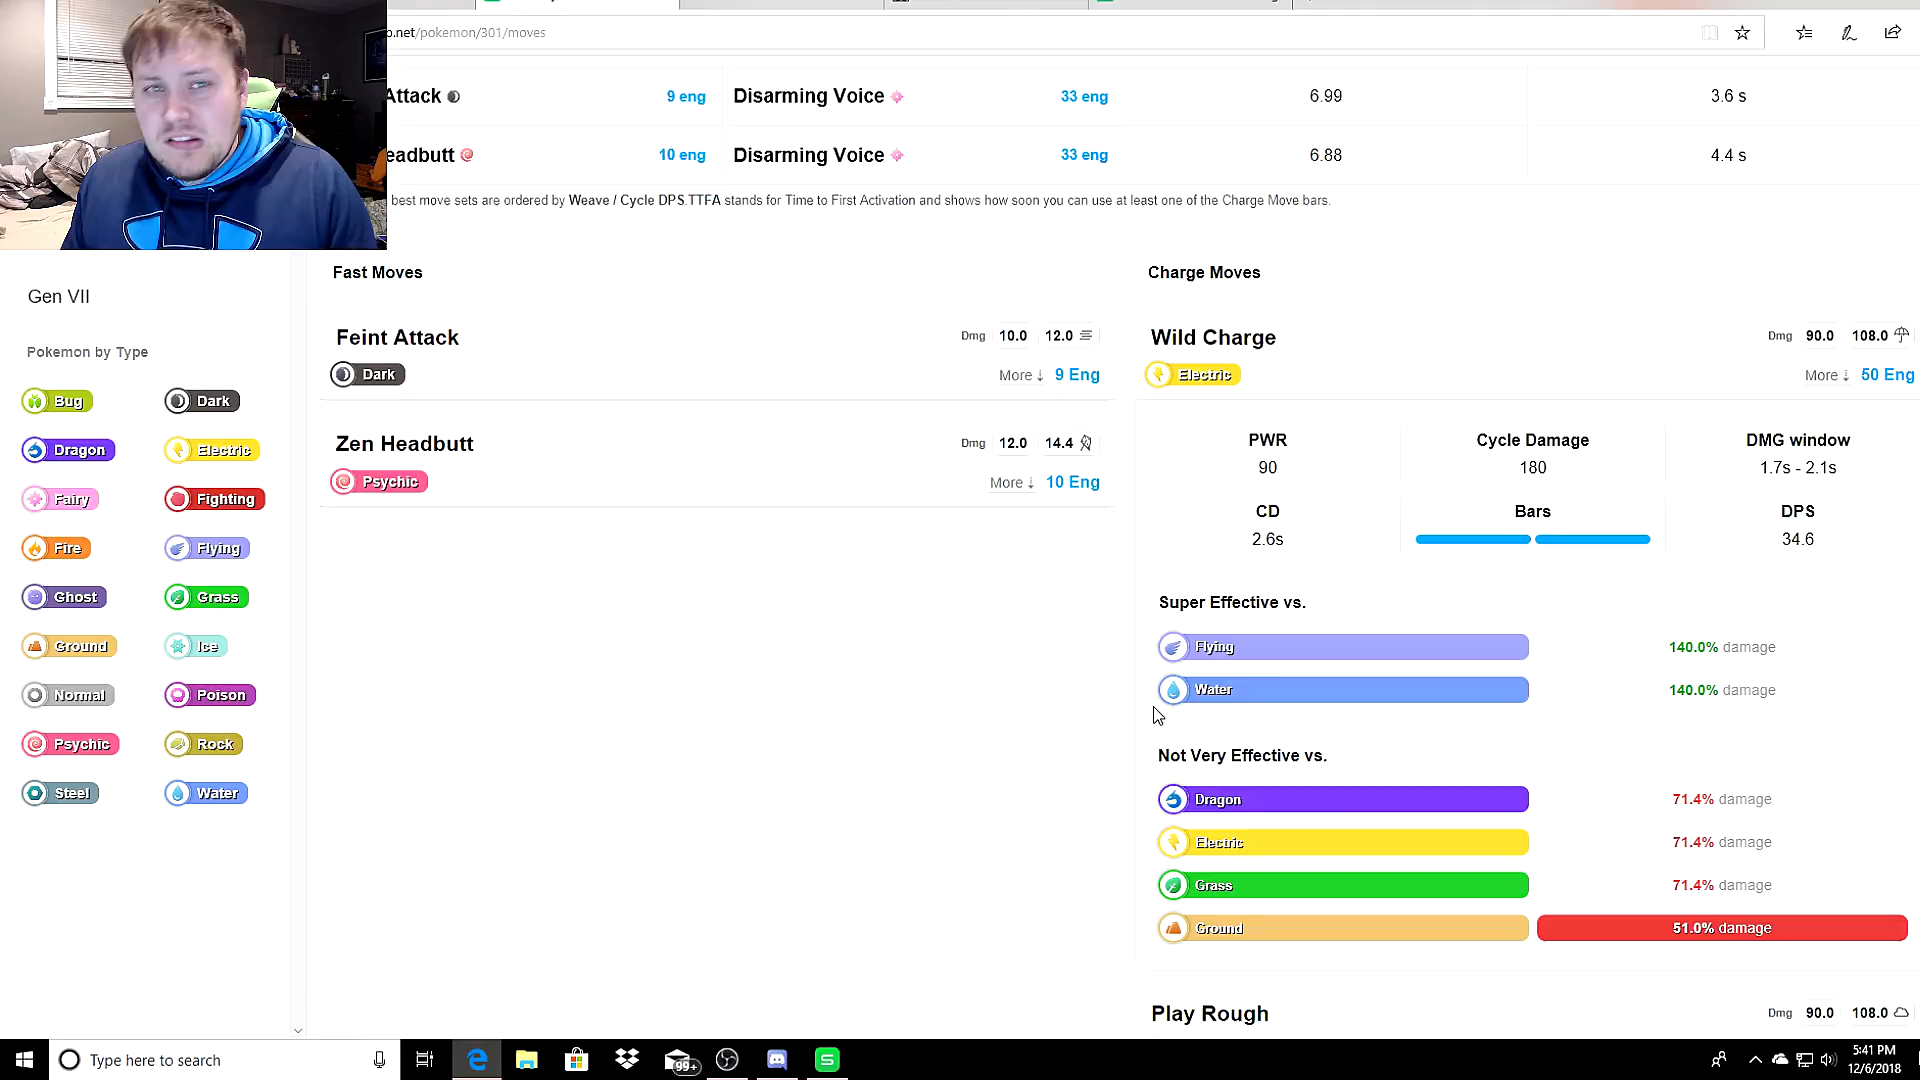 o.net/pokemon/301/moves
Attack 9 eng Disarming Voice 33 eng 6.99 3.6 s
eadbutt 10 eng Disarming Voice 33 eng 6.88 4.4 s
best move sets are ordered by Weave / Cycle DPS.TTFA stands for Time to First Activation and shows how soon you can use at least one of the Charge Move bars.
Gen VII
Pokemon by Type
Bug Dark
Dragon Electric
Fairy Fighting
Fire Flying
Ghost Grass
Ground Ice
Normal Poison
Psychic Rock
Steel Water
Fast Moves
Feint Attack Dmg 10.0 12.0
Dark More ↓ 9 Eng
Zen Headbutt Dmg 12.0 14.4
Psychic More ↓ 10 Eng
Charge Moves
Wild Charge Dmg 90.0 108.0
Electric More ↓ 50 Eng
PWR Cycle Damage DMG window
90 180 1.7s - 2.1s
CD Bars DPS
2.6s 34.6
Super Effective vs.
Flying 140.0% damage
Water 140.0% damage
Not Very Effective vs.
Dragon 71.4% damage
Electric 71.4% damage
Grass 71.4% damage
Ground 51.0% damage
Play Rough Dmg 90.0 108.0
Type here to search
99+
5:41 PM
12/6/2018